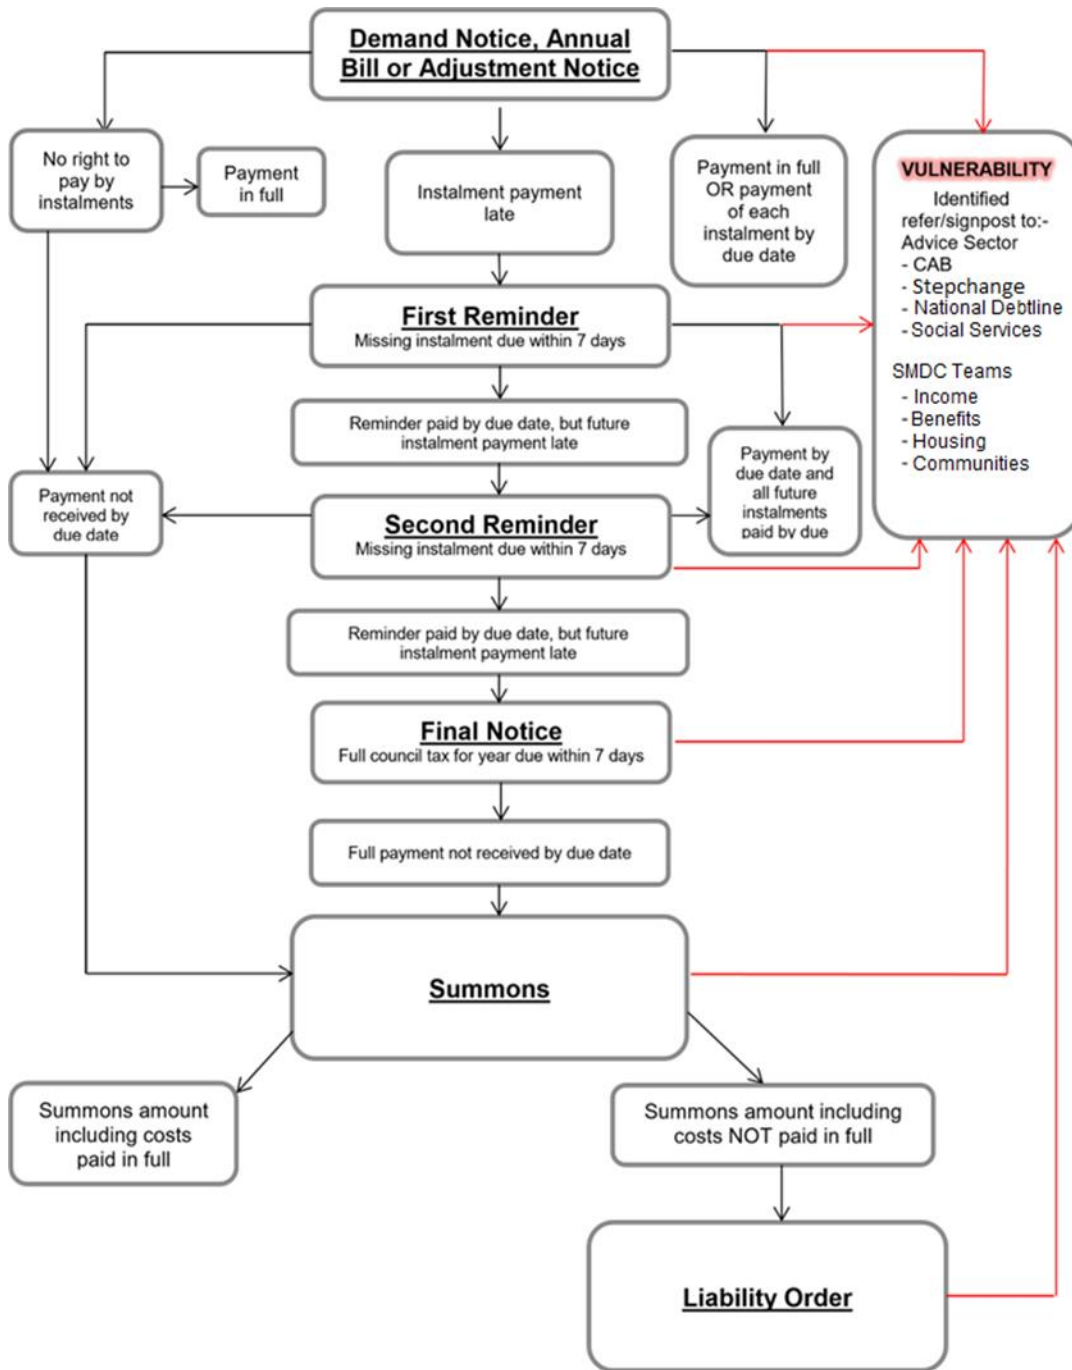 Demand Notice, Annual
Bill or Adjustment Notice
No right to
pay by
instalments
Payment
in full
Instalment payment
late
Payment in full
OR payment
of each
instalment by
due date
VULNERABILITY
Identified
refer/signpost to:-
Advice Sector
- CAB
- Stepchange
- National Debtline
- Social Services
SMDC Teams
- Income
- Benefits
- Housing
- Communities
First Reminder
Missing instalment due within 7 days
Reminder paid by due date, but future
instalment payment late
Payment by
due date and
all future
instalments
paid by due
Payment not
received by
due date
Second Reminder
Missing instalment due within 7 days
Reminder paid by due date, but future
instalment payment late
Final Notice
Full council tax for year due within 7 days
Full payment not received by due date
Summons
Summons amount
including costs
paid in full
Summons amount including
costs NOT paid in full
Liability Order